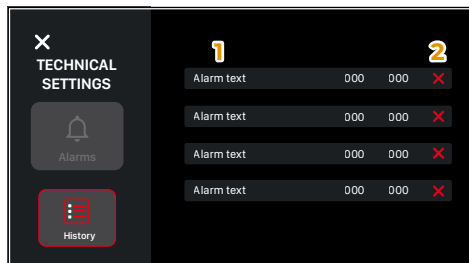 TECHNICAL
SETTINGS
Alarms
History
1
2
Alarm text 000 000
Alarm text 000 000
Alarm text 000 000
Alarm text 000 000